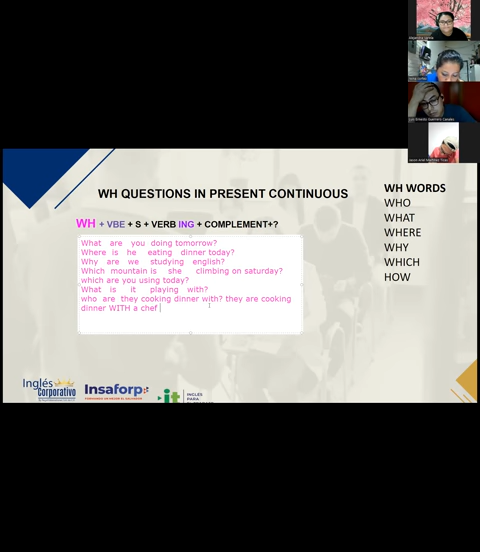 WH QUESTIONS IN PRESENT CONTINUOUS
WH + VBE + S + VERB ING + COMPLEMENT+?
What are you doing tomorrow?
Where is he eating dinner today?
Why are we studying english?
Which mountain is she climbing on saturday?
which are you using today?
What is it playing with?
who are they cooking dinner with? they are cooking
dinner WITH a chef
WH WORDS
WHO
WHAT
WHERE
WHY
WHICH
HOW
Inglés
Corporativo
Insaforp
it
INGLÉS
PARA